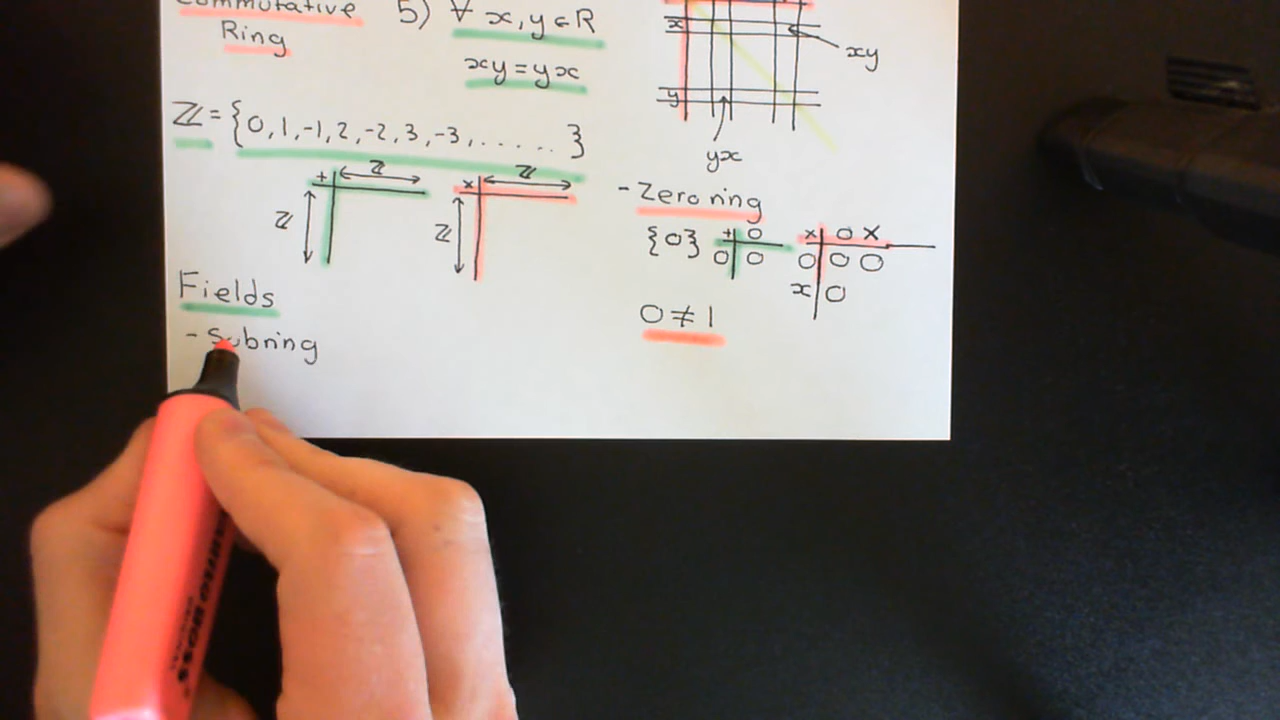 Commutative
Ring
5) ∀ x, y ∈ R
xy = yx
ℤ = {0, 1, -1, 2, -2, 3, -3, ...... }
+ ℤ
ℤ
× ℤ
ℤ
Fields
- Subring
x
y
xy
yx
- Zero ring
{0}
+ 0
0 0
× 0 x
0 0 0
x 0
0 ≠ 1
BOSS